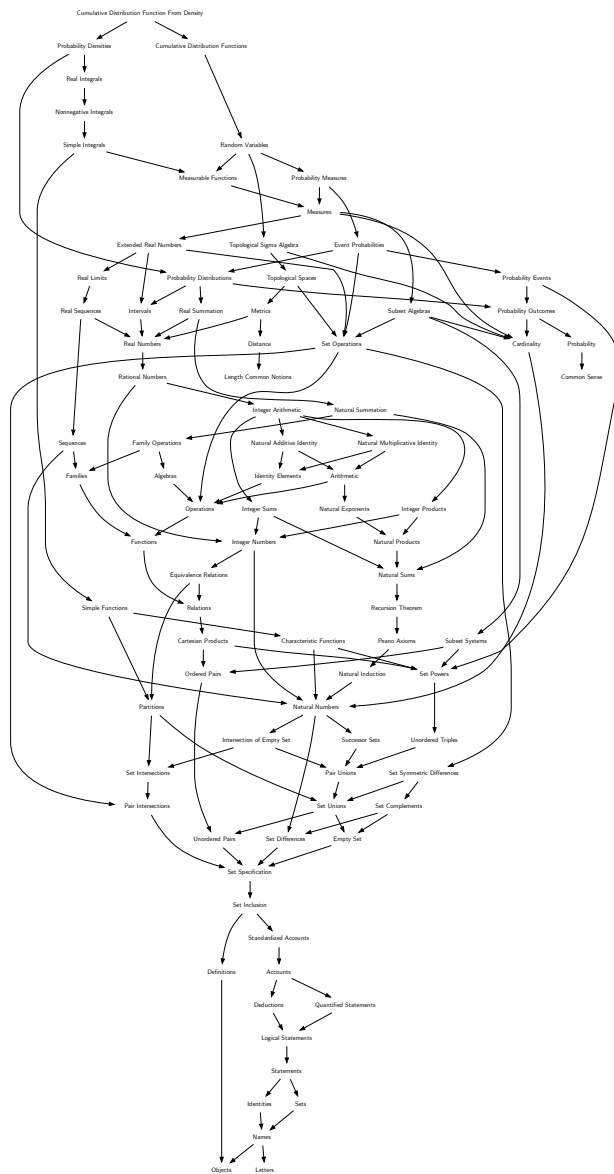 Cumulative Distribution Function From Density
Probability Densities
Cumulative Distribution Functions
Real Integrals
Nonnegative Integrals
Simple Integrals
Random Variables
Measurable Functions
Probability Measures
Measures
Extended Real Numbers
Topological Sigma Algebra
Event Probabilities
Real Limits
Probability Distributions
Topological Spaces
Probability Events
Real Sequences
Intervals
Real Summation
Metrics
Subset Algebras
Probability Outcomes
Real Numbers
Distance
Set Operations
Cardinality
Probability
Rational Numbers
Length Common Notions
Common Sense
Integer Arithmetic
Natural Summation
Sequences
Family Operations
Natural Additive Identity
Natural Multiplicative Identity
Families
Algebras
Identity Elements
Arithmetic
Operations
Integer Sums
Natural Exponents
Integer Products
Functions
Integer Numbers
Natural Products
Equivalence Relations
Natural Sums
Simple Functions
Relations
Recursion Theorem
Cartesian Products
Characteristic Functions
Peano Axioms
Subset Systems
Ordered Pairs
Natural Induction
Set Powers
Partitions
Natural Numbers
Intersection of Empty Set
Successor Sets
Unordered Triples
Set Intersections
Pair Unions
Set Symmetric Differences
Pair Intersections
Set Unions
Set Complements
Unordered Pairs
Set Differences
Empty Set
Set Specification
Set Inclusion
Standardized Accounts
Definitions
Accounts
Deductions
Quantified Statements
Logical Statements
Statements
Identities
Sets
Names
Objects
Letters